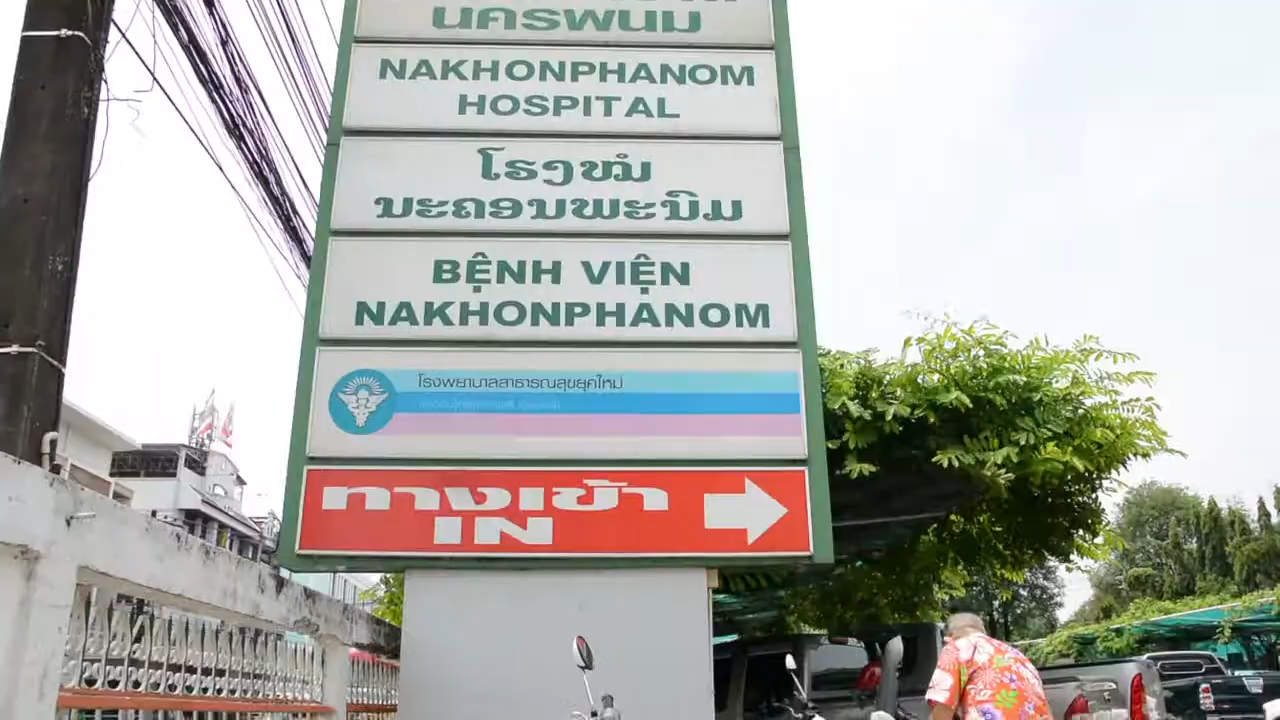 นครพนม
NAKHONPHANOM
HOSPITAL
ໂຮງໝໍ
ນະຄອນພະນົມ
BỆNH VIỆN
NAKHONPHANOM
โรงพยาบาลสาธารณสุขยุคใหม่
ทางเข้า
IN